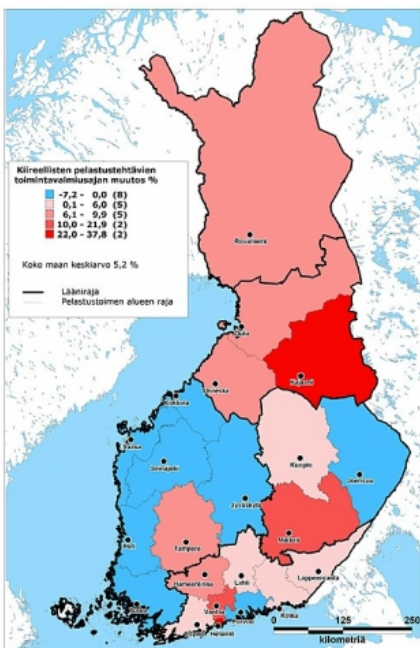 Kiireellisten pelastustehtävien
toimintavalmiusajan muutos %
-7,2 - 0,0 (8)
0,1 - 6,0 (5)
6,1 - 9,9 (5)
10,0 - 21,9 (2)
22,0 - 37,8 (2)
Koko maan keskiarvo 5,2 %
Lääniraja
Pelastustoimen alueen raja
Rovaniemi
Oulu
Kajaani
Ylivieska
Kokkola
Vaasa
Seinäjoki
Kuopio
Joensuu
Jyväskylä
Mikkeli
Pori
Tampere
Hämeenlinna
Lahti
Lappeenranta
Vantaa
Porvoo
Kotka
Espoo
Helsinki
0 125 250
kilometriä